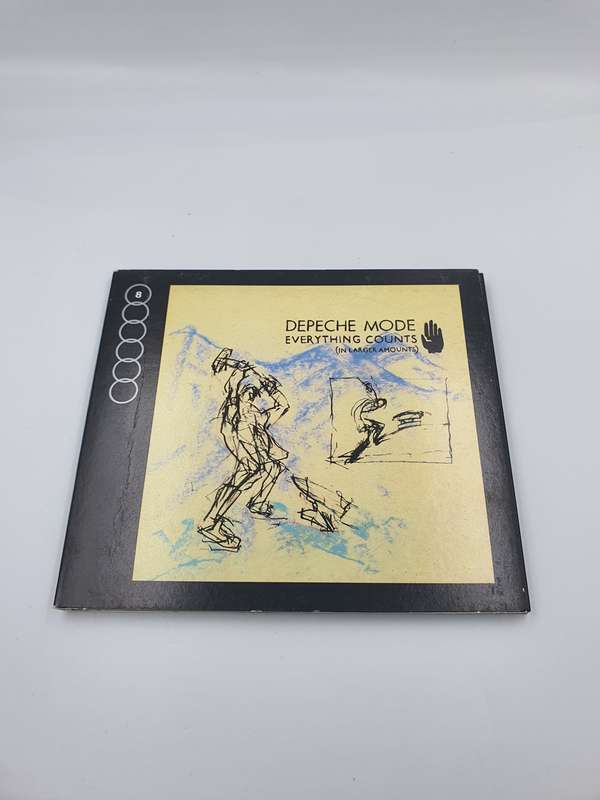 8
DEPECHE MODE
EVERYTHING COUNTS
(IN LARGER AMOUNTS)